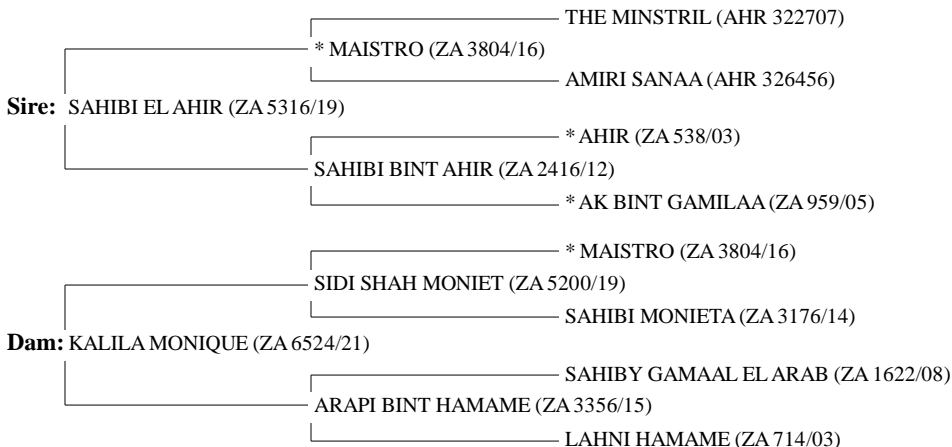 THE MINSTRIL (AHR 322707)
* MAISTRO (ZA 3804/16)
AMIRI SANAA (AHR 326456)
Sire: SAHIBI EL AHIR (ZA 5316/19)
* AHIR (ZA 538/03)
SAHIBI BINT AHIR (ZA 2416/12)
* AK BINT GAMILAA (ZA 959/05)
* MAISTRO (ZA 3804/16)
SIDI SHAH MONIET (ZA 5200/19)
SAHIBI MONIETA (ZA 3176/14)
Dam: KALILA MONIQUE (ZA 6524/21)
SAHIBY GAMAAL EL ARAB (ZA 1622/08)
ARAPI BINT HAMAME (ZA 3356/15)
LAHNI HAMAME (ZA 714/03)